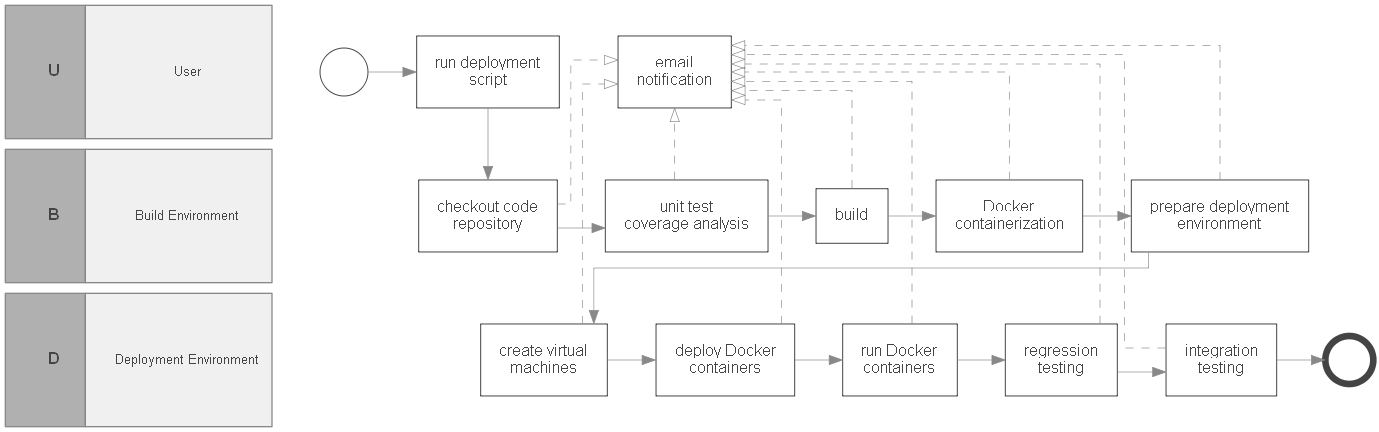 U
User
run deployment
script
email
notification
B
Build Environment
checkout code
repository
unit test
coverage analysis
build
Docker
containerization
prepare deployment
environment
D
Deployment Environment
create virtual
machines
deploy Docker
containers
run Docker
containers
regression
testing
integration
testing